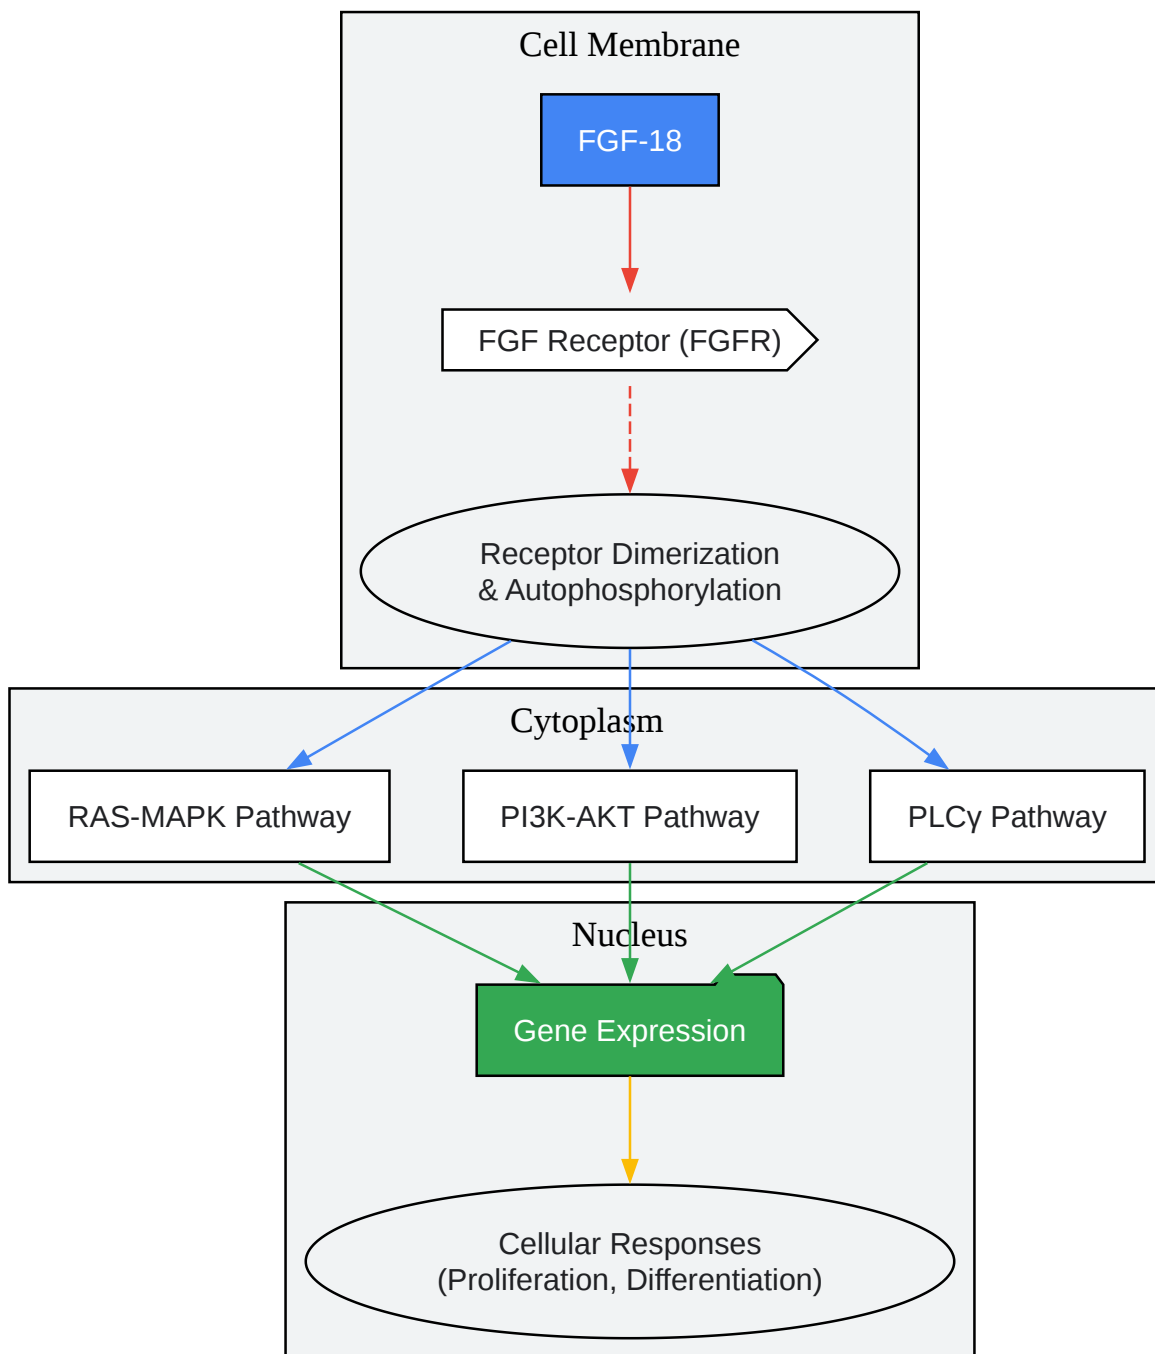 Cell Membrane
FGF-18
FGF Receptor (FGFR)
Receptor Dimerization
& Autophosphorylation
Cytoplasm
RAS-MAPK Pathway
PI3K-AKT Pathway
PLCγ Pathway
Nucleus
Gene Expression
Cellular Responses
(Proliferation, Differentiation)